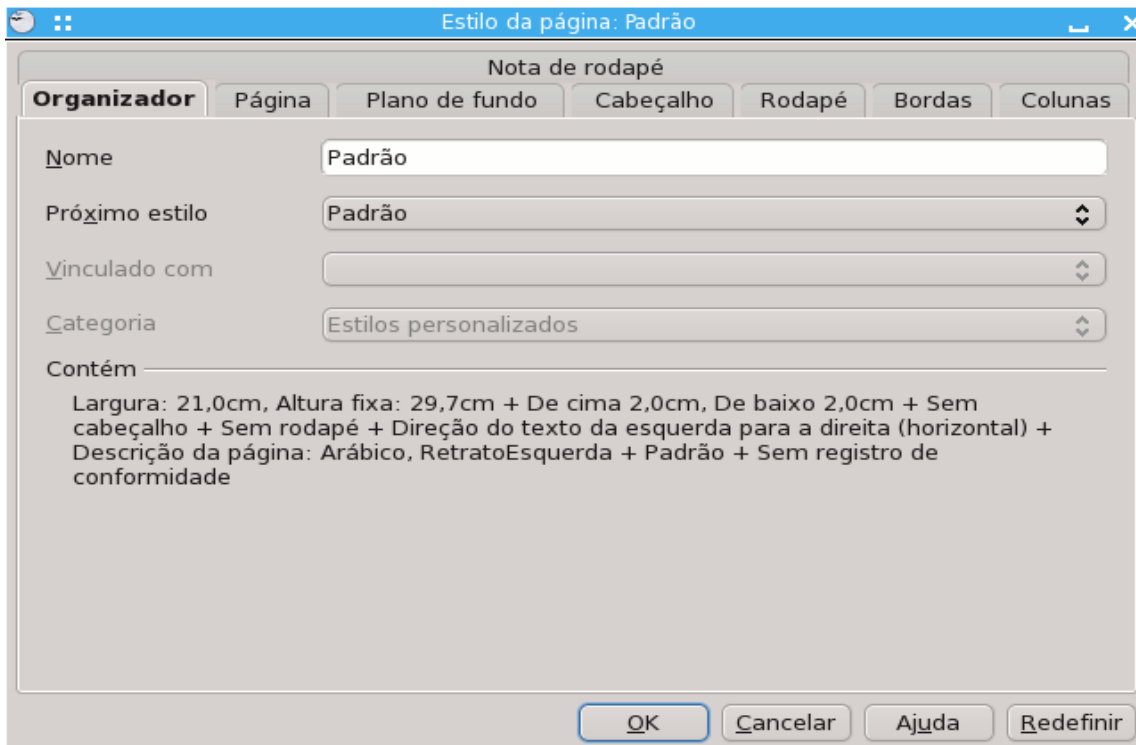 Estilo da página: Padrão
Nota de rodapé
Organizador Página Plano de fundo Cabeçalho Rodapé Bordas Colunas
Nome Padrão
Próximo estilo Padrão
Vinculado com
Categoria Estilos personalizados
Contém
Largura: 21,0cm, Altura fixa: 29,7cm + De cima 2,0cm, De baixo 2,0cm + Sem
cabeçalho + Sem rodapé + Direção do texto da esquerda para a direita (horizontal) +
Descrição da página: Arábico, RetratoEsquerda + Padrão + Sem registro de
conformidade
OK Cancelar Ajuda Redefinir